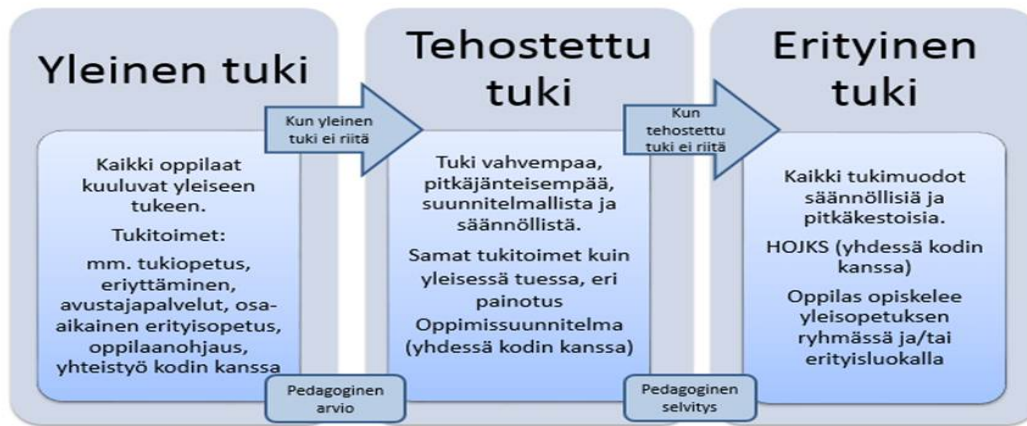 Yleinen tuki
Kun yleinen
tuki ei riitä
Kaikki oppilaat
kuuluvat yleiseen
tukeen.
Tukitoimet:
mm. tukiopetus,
eriyttäminen,
avustajapalvelut, osa-
aikainen erityisopetus,
oppilaanohjaus,
yhteistyö kodin kanssa
Pedagoginen
arvio
Tehostettu
tuki
Kun
tehostettu
tuki ei riitä
Tuki vahvempaa,
pitkäjänteisempää,
suunnitelmallista ja
säännöllistä.
Samat tukitoimet kuin
yleisessä tuessa, eri
painotus
Oppimissuunnitelma
(yhdessä kodin kanssa)
Pedagoginen
selvitys
Erityinen
tuki
Kaikki tukimuodot
säännöllisiä ja
pitkäkestoisia.
HOJKS (yhdessä kodin
kanssa)
Oppilas opiskelee
yleisopetuksen
ryhmässä ja/tai
erityisluokalla